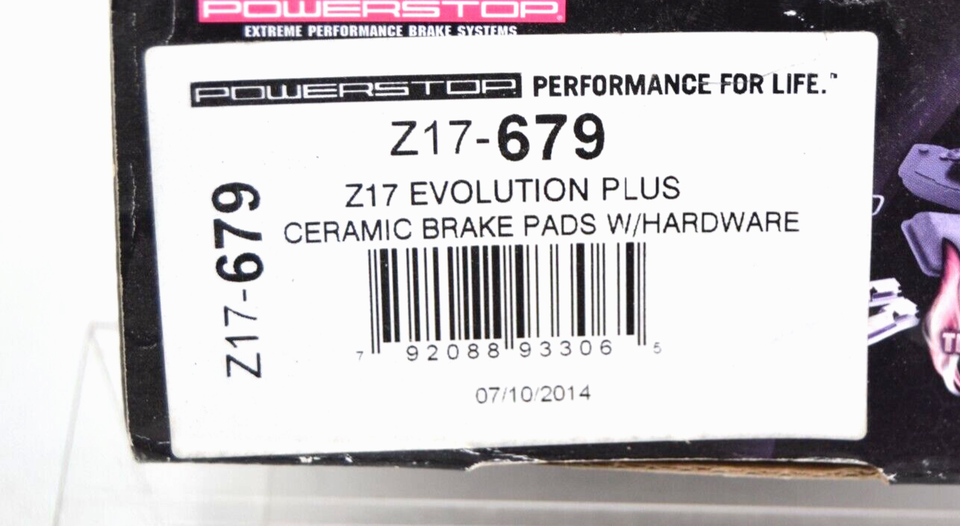 POWERSTOP
EXTREME PERFORMANCE BRAKE SYSTEMS
POWERSTOP. PERFORMANCE FOR LIFE.™
Z17-679
Z17 EVOLUTION PLUS
CERAMIC BRAKE PADS W/HARDWARE
Z17-679
7 92088 93306 5
07/10/2014